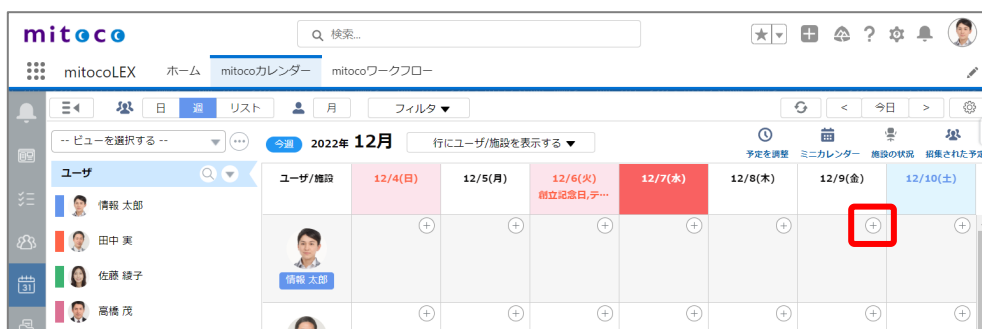 mitoco
検索...
mitocoLEX ホーム mitocoカレンダー mitocoワークフロー
日 週 リスト 月 フィルタ ▼ < 今日 >
-- ビューを選択する -- 今週 2022年 12月 行にユーザ/施設を表示する ▼ 予定を調整 ミニカレンダー 施設の状況 招集された予定
ユーザ ユーザ/施設 12/4(日) 12/5(月) 12/6(火) 12/7(水) 12/8(木) 12/9(金) 12/10(土)
創立記念日,テ…
情報 太郎
田中 実
佐藤 綾子
情報 太郎
31
高橋 茂